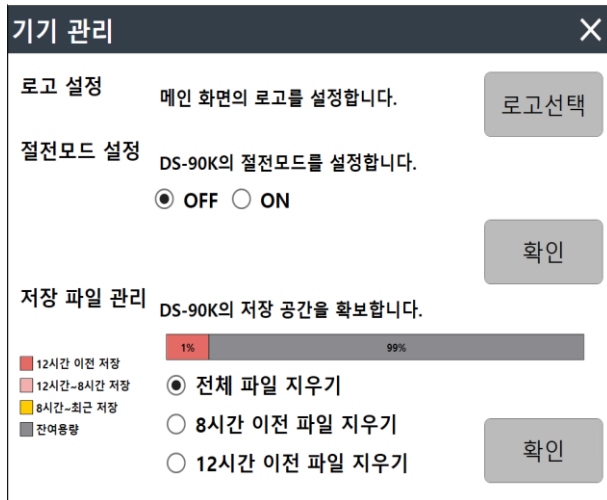 기기 관리
로고 설정
메인 화면의 로고를 설정합니다.
로고선택
절전모드 설정
DS-90K의 절전모드를 설정합니다.
OFF ON
확인
저장 파일 관리
DS-90K의 저장 공간을 확보합니다.
1% 99%
12시간 이전 저장
12시간~8시간 저장
8시간~최근 저장
잔여용량
전체 파일 지우기
8시간 이전 파일 지우기
12시간 이전 파일 지우기
확인